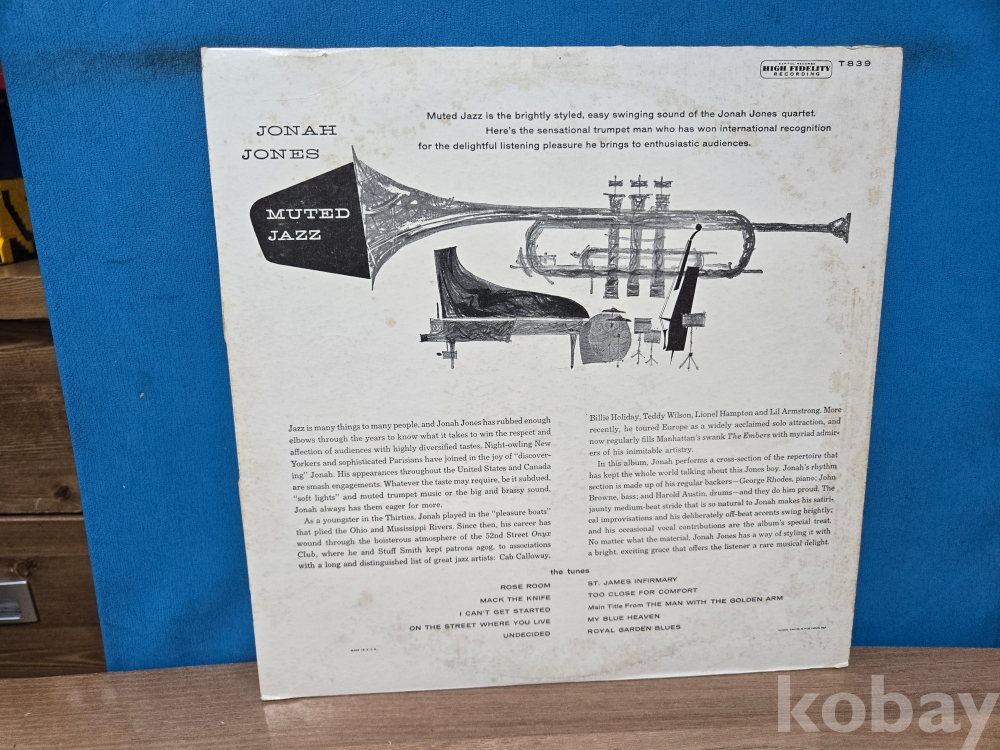 CAPITOL RECORDS
HIGH FIDELITY
RECORDING
T839
Muted Jazz is the brightly styled, easy swinging sound of the Jonah Jones quartet.
Here's the sensational trumpet man who has won international recognition
for the delightful listening pleasure he brings to enthusiastic audiences.
JONAH
JONES
MUTED
JAZZ
Jazz is many things to many people, and Jonah Jones has rubbed enough
elbows through the years to know what it takes to win the respect and
affection of audiences with highly diversified tastes. Night-owling New
Yorkers and sophisticated Parisians have joined in the joy of "discover-
ing" Jonah. His appearances throughout the United States and Canada
are smash engagements. Whatever the taste may require, be it subdued,
"soft lights" and muted trumpet music or the big and brassy sound,
Jonah always has them eager for more.
As a youngster in the Thirties, Jonah played in the "pleasure boats"
that plied the Ohio and Mississippi Rivers. Since then, his career has
wound through the boisterous atmosphere of the 52nd Street Onyx
Club, where he and Stuff Smith kept patrons agog, to associations
with a long and distinguished list of great jazz artists: Cab Calloway,
Billie Holiday, Teddy Wilson, Lionel Hampton and Lil Armstrong. More
recently, he toured Europe as a widely acclaimed solo attraction, and
now regularly fills Manhattan's swank The Embers with myriad admir-
ers of his inimitable artistry.
In this album, Jonah performs a cross-section of the repertoire that
has kept the whole world talking about this Jones boy. Jonah's rhythm
section is made up of his regular backers—George Rhodes, piano; John
Browne, bass; and Harold Austin, drums—and they do him proud. The
jaunty medium-beat stride that is so natural to Jonah makes his satiri-
cal improvisations and his deliberately off-beat accents swing brightly;
and his occasional vocal contributions are the album's special treat.
No matter what the material, Jonah Jones has a way of styling it with
a bright, exciting grace that offers the listener a rare musical delight.
the tunes
ROSE ROOM
MACK THE KNIFE
I CAN'T GET STARTED
ON THE STREET WHERE YOU LIVE
UNDECIDED
ST. JAMES INFIRMARY
TOO CLOSE FOR COMFORT
Main Title From THE MAN WITH THE GOLDEN ARM
MY BLUE HEAVEN
ROYAL GARDEN BLUES
MADE IN U.S.A.
kobay